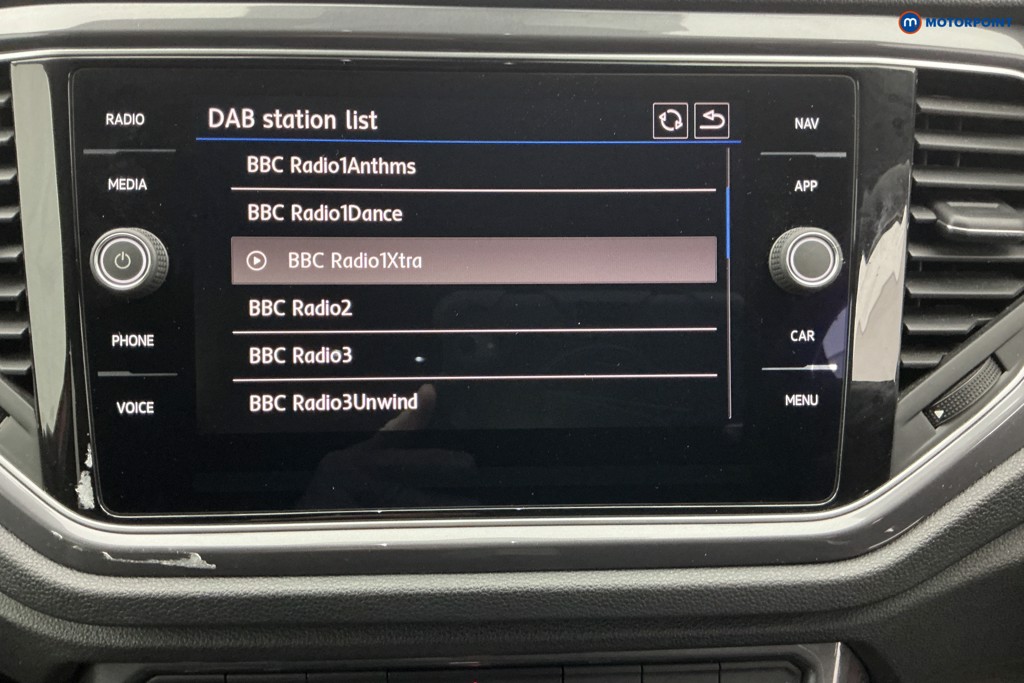 m MOTORPOINT
RADIO
MEDIA
PHONE
VOICE
DAB station list
BBC Radio1Anthms
BBC Radio1Dance
BBC Radio1Xtra
BBC Radio2
BBC Radio3
BBC Radio3Unwind
NAV
APP
CAR
MENU